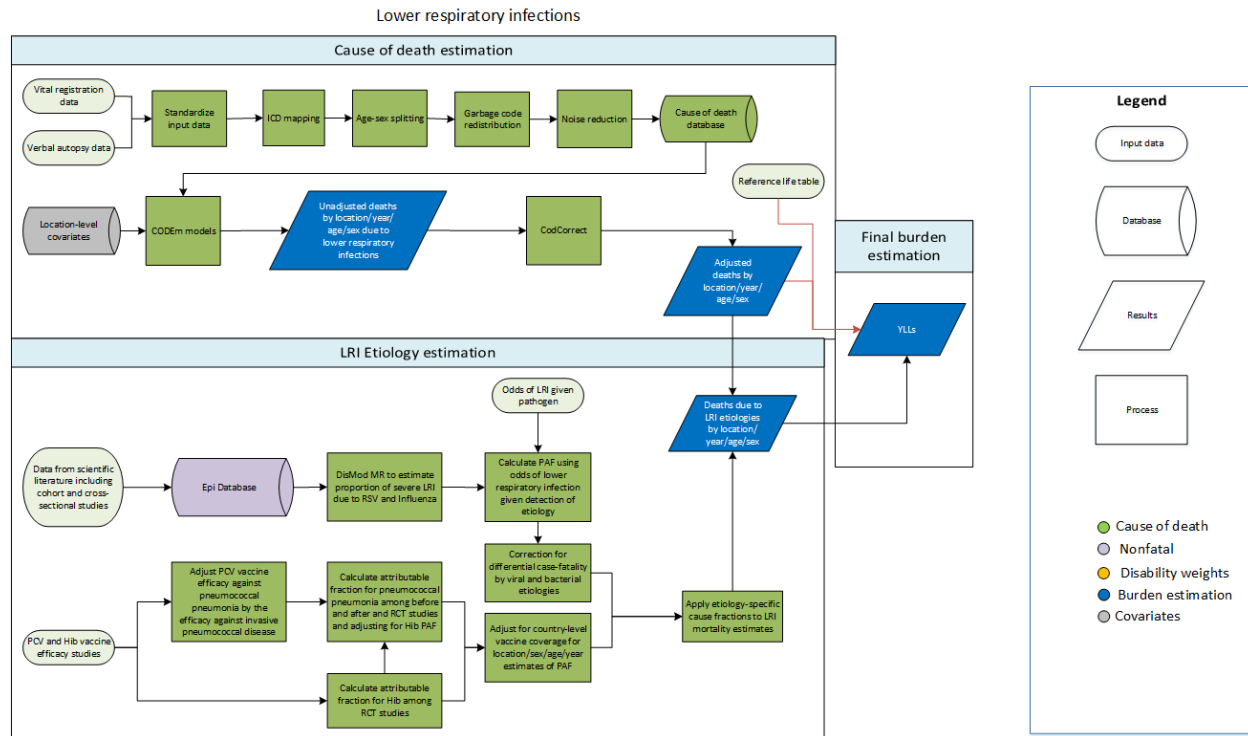 Lower respiratory infections
Cause of death estimation
Vital registration
data
Verbal autopsy data
Standardize
input data
ICD mapping
Age-sex splitting
Garbage code
redistribution
Noise reduction
Cause of death
database
Reference life table
Location-level
covariates
CODEm models
Unadjusted deaths
by location/year/
age/sex due to
lower respiratory
infections
CodCorrect
Adjusted
deaths by
location/year/
age/sex
Final burden
estimation
YLLs
LRI Etiology estimation
Odds of LRI given
pathogen
Deaths due to
LRI etiologies
by location/
year/age/sex
Data from scientific
literature including
cohort and cross-
sectional studies
Epi Database
DisMod MR to estimate
proportion of severe LRI
due to RSV and Influenza
Calculate PAF using
odds of lower
respiratory infection
given detection of
etiology
Correction for
differential case-fatality
by viral and bacterial
etiologies
Adjust PCV vaccine
efficacy against
pneumococcal
pneumonia by the
efficacy against invasive
pneumococcal disease
Calculate attributable
fraction for pneumococcal
pneumonia among before
and after and RCT studies
and adjusting for Hib PAF
Adjust for country-level
vaccine coverage for
location/sex/age/year
estimates of PAF
Apply etiology-specific
cause fractions to LRI
mortality estimates
PCV and Hib vaccine
efficacy studies
Calculate attributable
fraction for Hib among
RCT studies
Legend
Input data
Database
Results
Process
Cause of death
Nonfatal
Disability weights
Burden estimation
Covariates